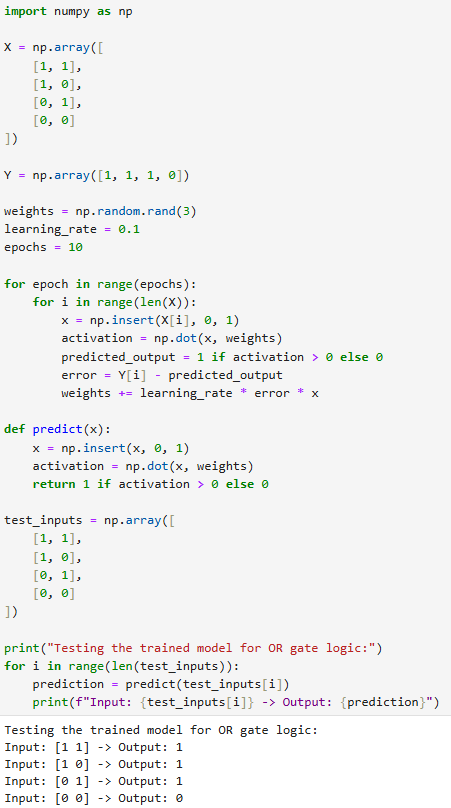 import numpy as np
X = np.array([
    [1, 1],
    [1, 0],
    [0, 1],
    [0, 0]
])
Y = np.array([1, 1, 1, 0])
weights = np.random.rand(3)
learning_rate = 0.1
epochs = 10
for epoch in range(epochs):
    for i in range(len(X)):
        x = np.insert(X[i], 0, 1)
        activation = np.dot(x, weights)
        predicted_output = 1 if activation > 0 else 0
        error = Y[i] - predicted_output
        weights += learning_rate * error * x
def predict(x):
    x = np.insert(x, 0, 1)
    activation = np.dot(x, weights)
    return 1 if activation > 0 else 0
test_inputs = np.array([
    [1, 1],
    [1, 0],
    [0, 1],
    [0, 0]
])
print("Testing the trained model for OR gate logic:")
for i in range(len(test_inputs)):
    prediction = predict(test_inputs[i])
    print(f"Input: {test_inputs[i]} -> Output: {prediction}")
Testing the trained model for OR gate logic:
Input: [1 1] -> Output: 1
Input: [1 0] -> Output: 1
Input: [0 1] -> Output: 1
Input: [0 0] -> Output: 0